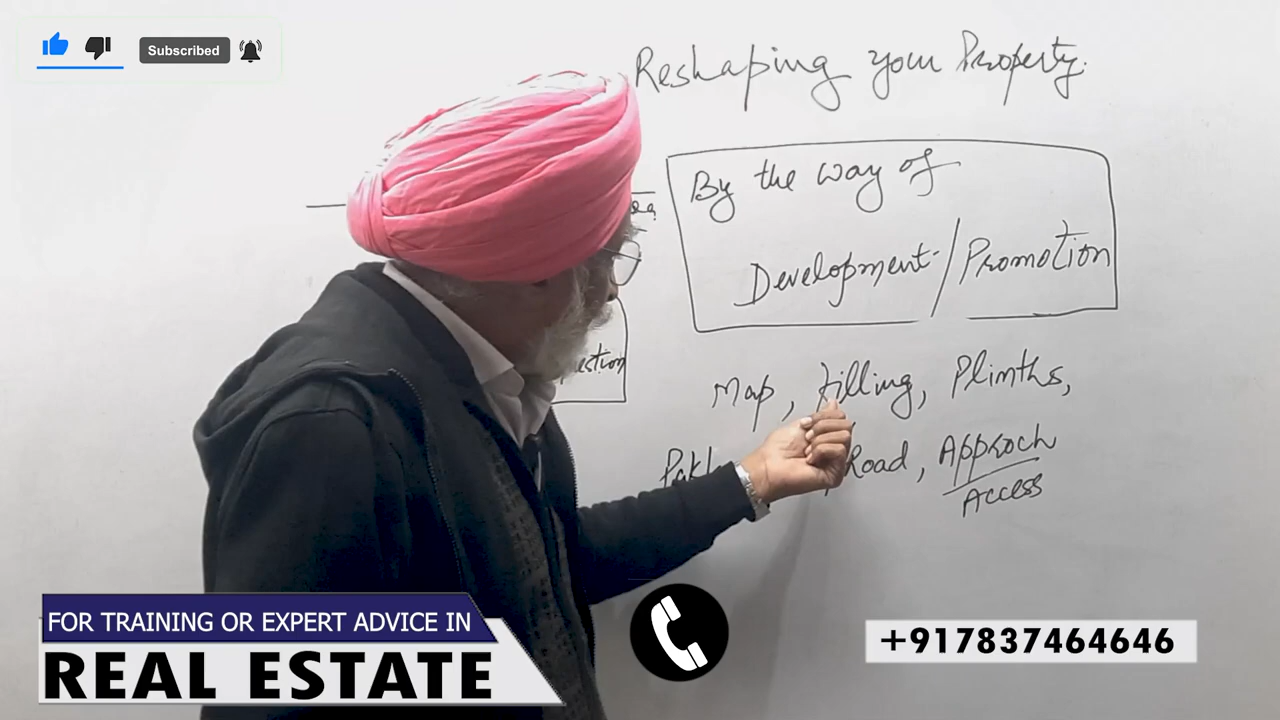 Subscribed
Reshaping your Property.
By the way of
Development / Promotion
Map, Filling, Plinths,
Road, Approch
Access
FOR TRAINING OR EXPERT ADVICE IN
REAL ESTATE
+917837464646